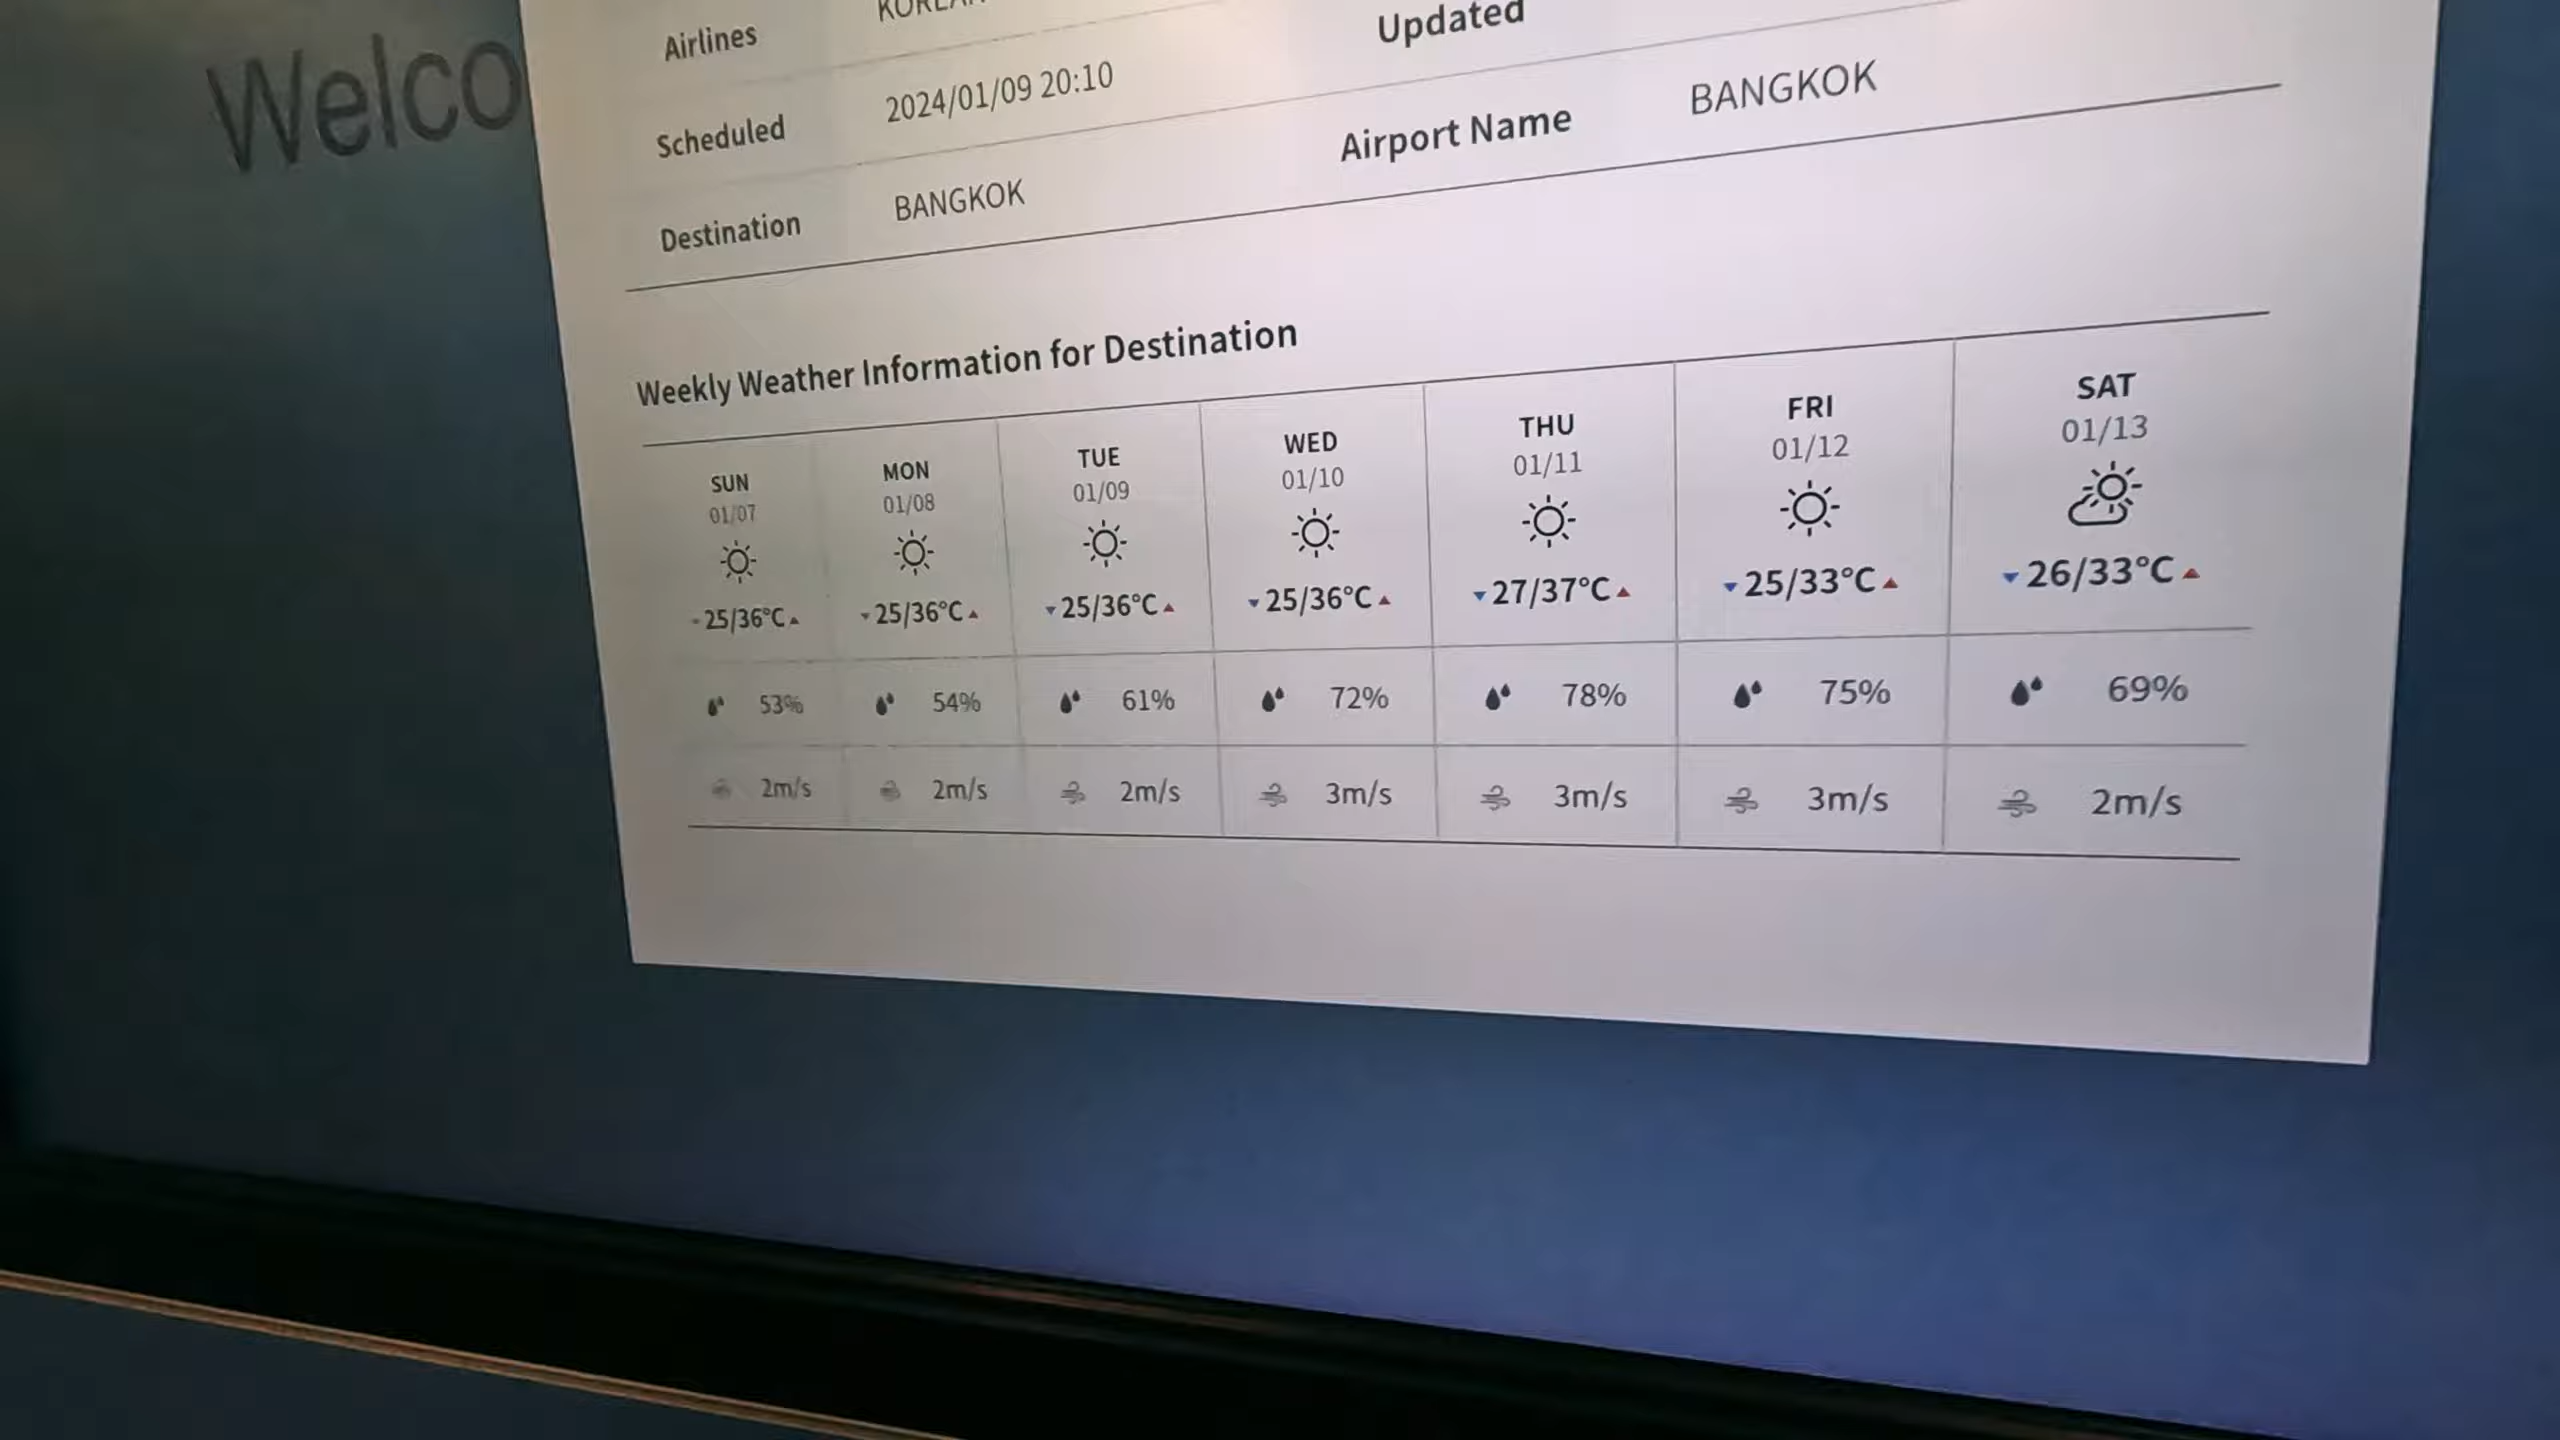 Welco
Airlines
Updated
Scheduled 2024/01/09 20:10
Airport Name BANGKOK
Destination BANGKOK
Weekly Weather Information for Destination
SUN MON TUE WED THU FRI SAT
01/07 01/08 01/09 01/10 01/11 01/12 01/13
25/36°C 25/36°C 25/36°C 25/36°C 27/37°C 25/33°C 26/33°C
53% 54% 61% 72% 78% 75% 69%
2m/s 2m/s 2m/s 3m/s 3m/s 3m/s 2m/s